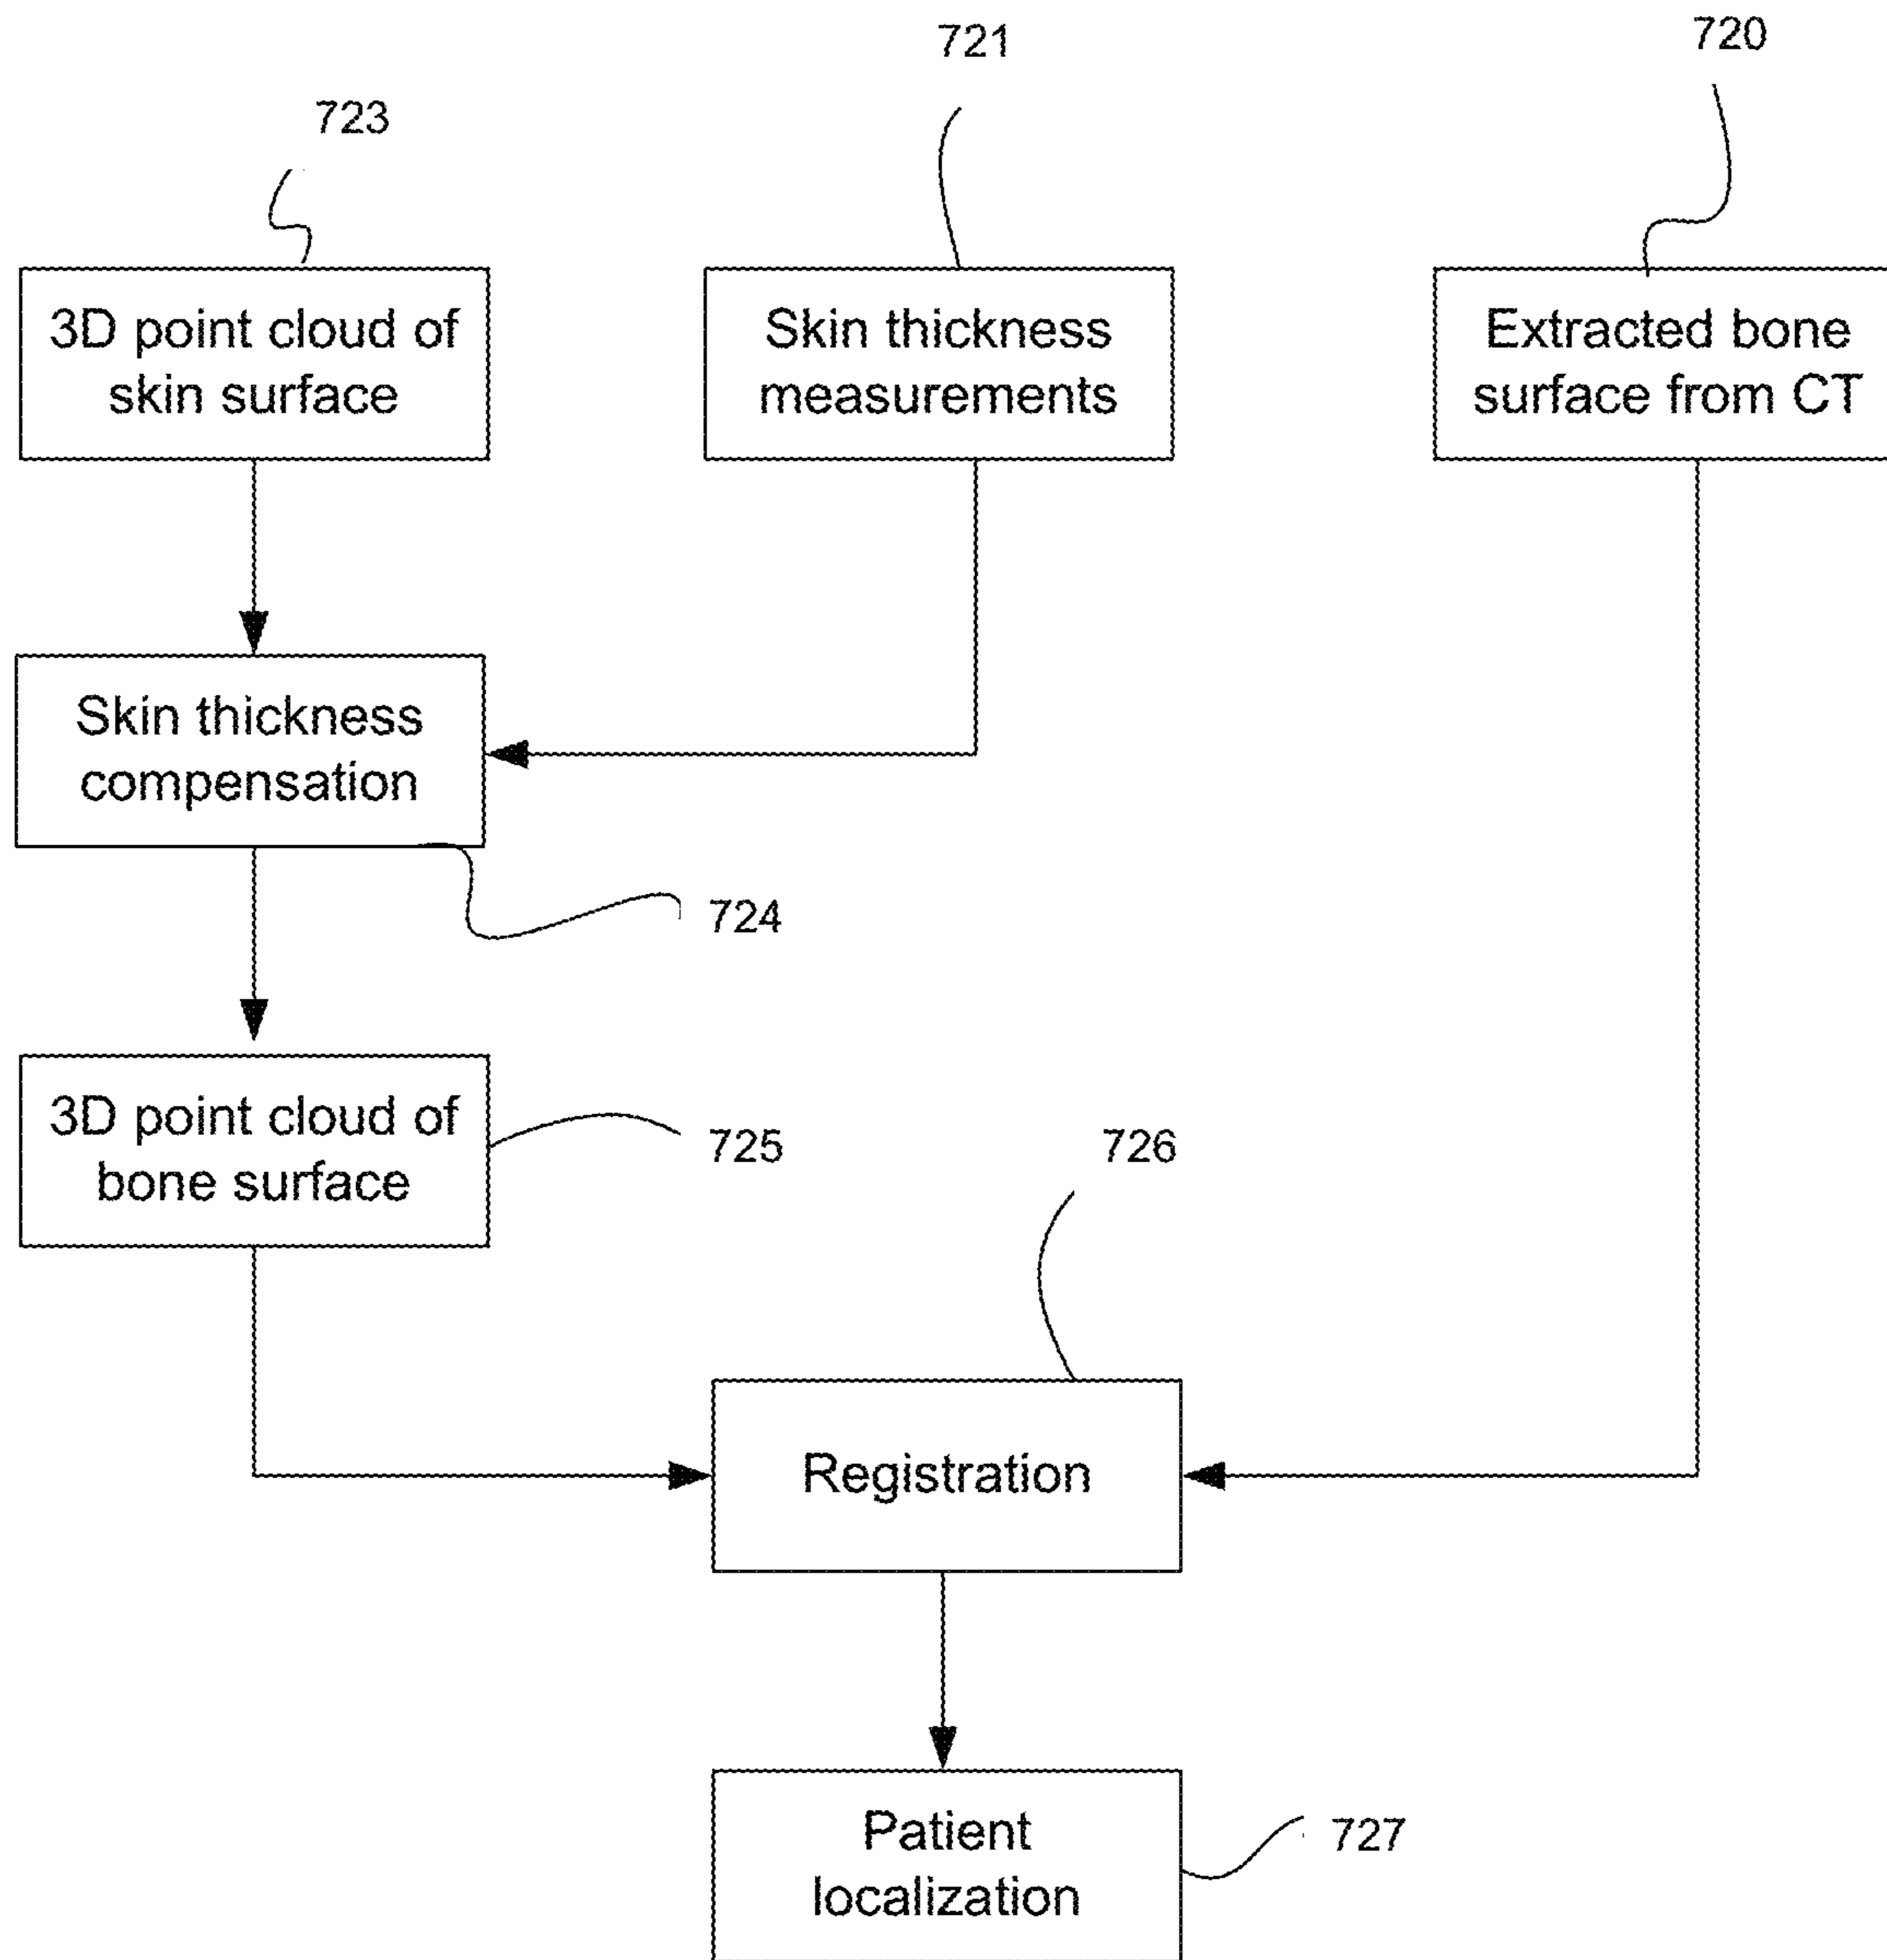 720
721
723
3D point cloud of
skin surface
Skin thickness
measurements
Extracted bone
surface from CT
Skin thickness
compensation
724
3D point cloud of
bone surface
725
726
Registration
Patient
localization
727